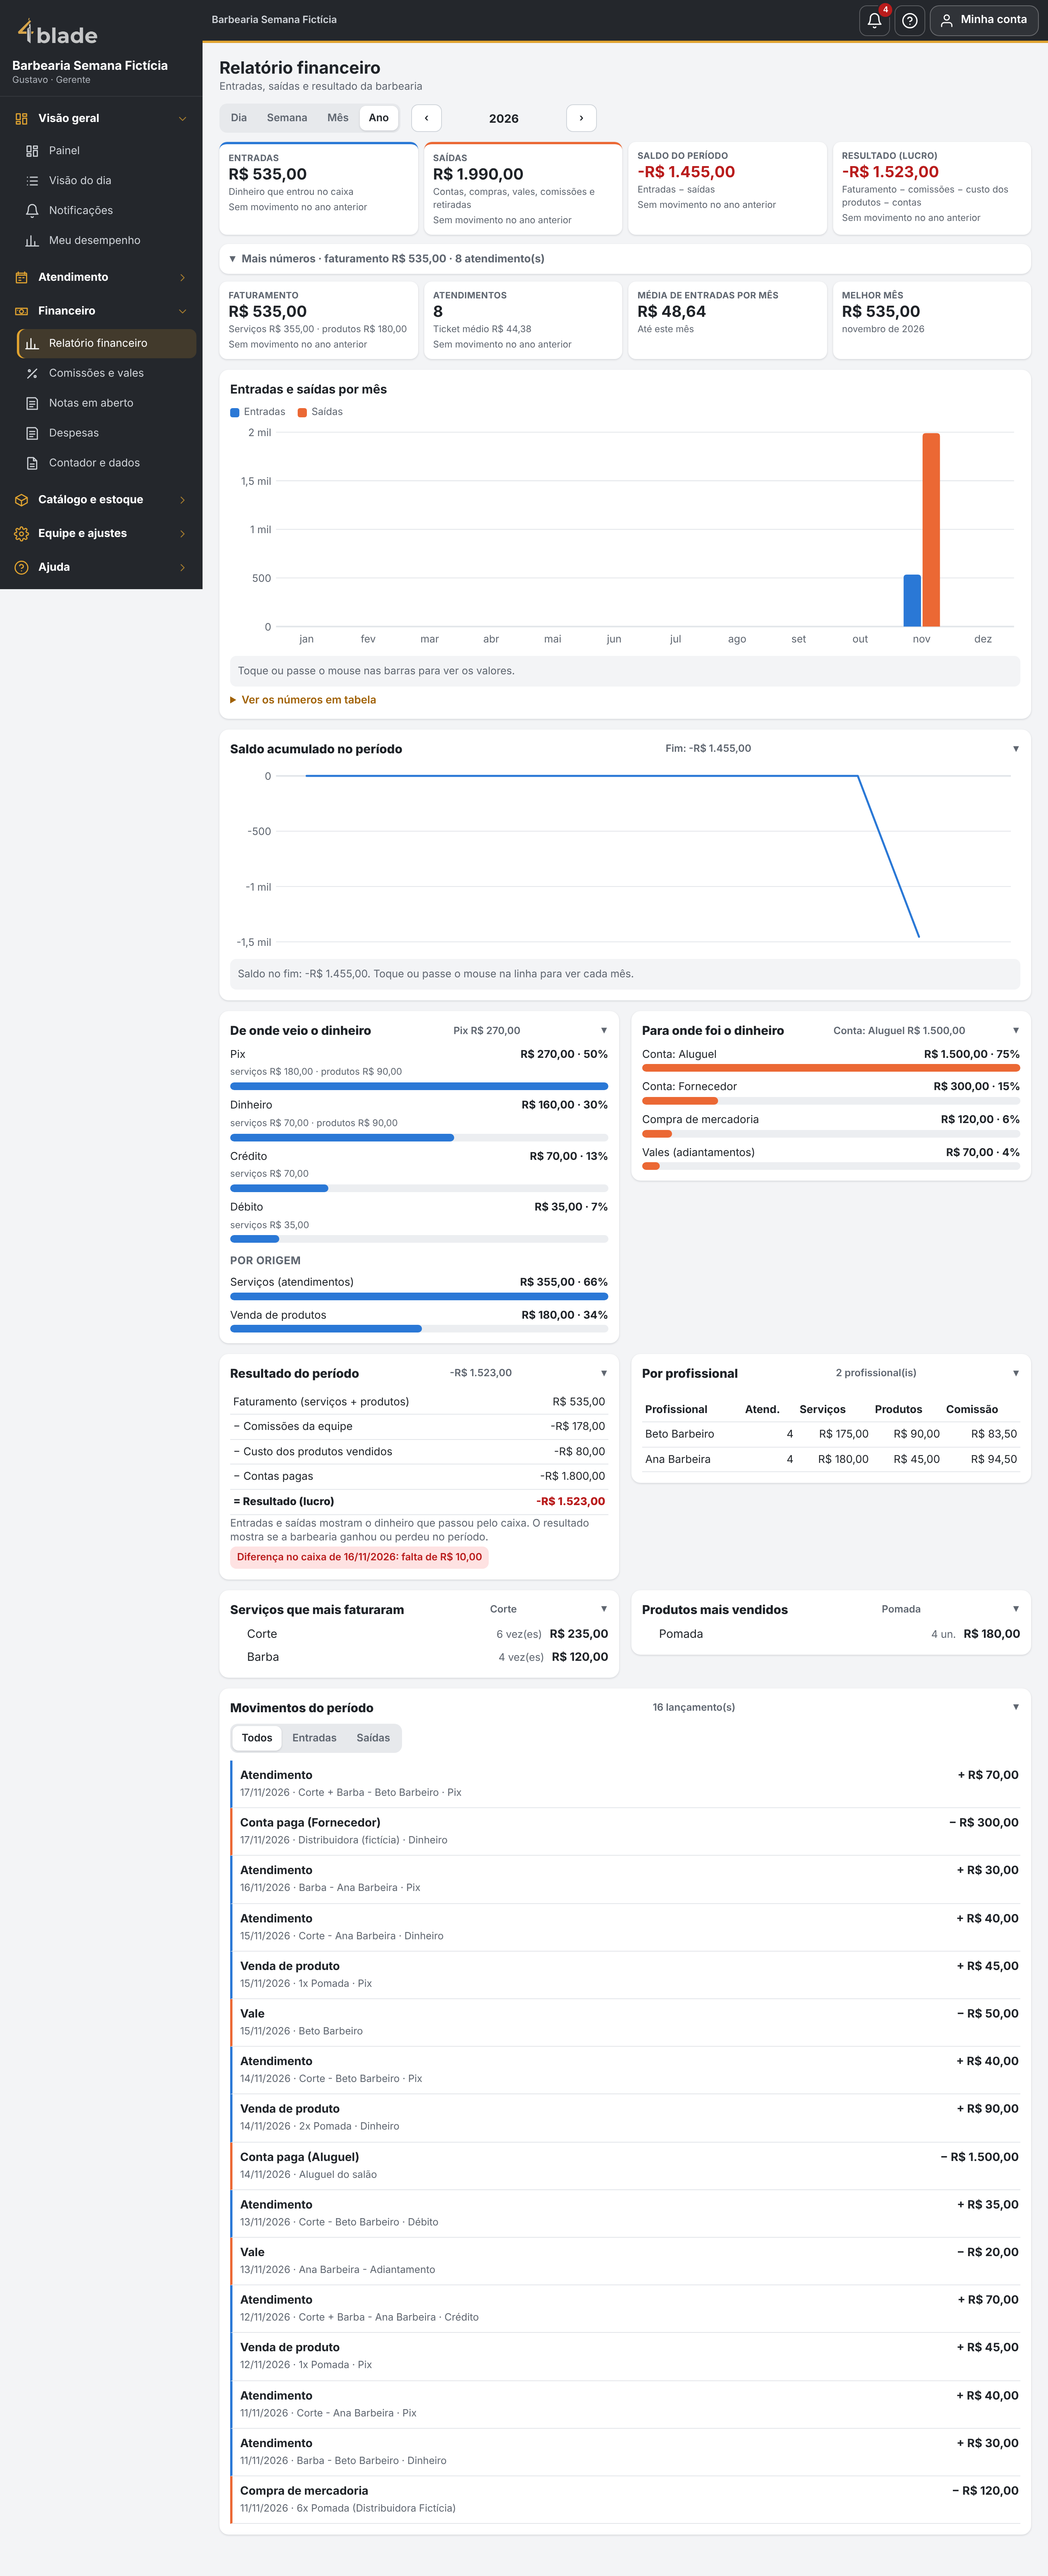 4blade
Barbearia Semana Fictícia
Gustavo · Gerente
Visão geral
Painel
Visão do dia
Notificações
Meu desempenho
Atendimento
Financeiro
Relatório financeiro
Comissões e vales
Notas em aberto
Despesas
Contador e dados
Catálogo e estoque
Equipe e ajustes
Ajuda
Barbearia Semana Fictícia
4
Minha conta
Relatório financeiro
Entradas, saídas e resultado da barbearia
Dia Semana Mês Ano ‹ 2026 ›
ENTRADAS
R$ 535,00
Dinheiro que entrou no caixa
Sem movimento no ano anterior
SAÍDAS
R$ 1.990,00
Contas, compras, vales, comissões e
retiradas
Sem movimento no ano anterior
SALDO DO PERÍODO
-R$ 1.455,00
Entradas − saídas
Sem movimento no ano anterior
RESULTADO (LUCRO)
-R$ 1.523,00
Faturamento − comissões − custo dos
produtos − contas
Sem movimento no ano anterior
▼ Mais números · faturamento R$ 535,00 · 8 atendimento(s)
FATURAMENTO
R$ 535,00
Serviços R$ 355,00 · produtos R$ 180,00
Sem movimento no ano anterior
ATENDIMENTOS
8
Ticket médio R$ 44,38
Sem movimento no ano anterior
MÉDIA DE ENTRADAS POR MÊS
R$ 48,64
Até este mês
MELHOR MÊS
R$ 535,00
novembro de 2026
Entradas e saídas por mês
Entradas Saídas
2 mil
1,5 mil
1 mil
500
0
jan fev mar abr mai jun jul ago set out nov dez
Toque ou passe o mouse nas barras para ver os valores.
▶ Ver os números em tabela
Saldo acumulado no período Fim: -R$ 1.455,00 ▼
0
-500
-1 mil
-1,5 mil
Saldo no fim: -R$ 1.455,00. Toque ou passe o mouse na linha para ver cada mês.
De onde veio o dinheiro Pix R$ 270,00 ▼
Pix R$ 270,00 · 50%
serviços R$ 180,00 · produtos R$ 90,00
Dinheiro R$ 160,00 · 30%
serviços R$ 70,00 · produtos R$ 90,00
Crédito R$ 70,00 · 13%
serviços R$ 70,00
Débito R$ 35,00 · 7%
serviços R$ 35,00
POR ORIGEM
Serviços (atendimentos) R$ 355,00 · 66%
Venda de produtos R$ 180,00 · 34%
Para onde foi o dinheiro Conta: Aluguel R$ 1.500,00 ▼
Conta: Aluguel R$ 1.500,00 · 75%
Conta: Fornecedor R$ 300,00 · 15%
Compra de mercadoria R$ 120,00 · 6%
Vales (adiantamentos) R$ 70,00 · 4%
Resultado do período -R$ 1.523,00 ▼
Faturamento (serviços + produtos) R$ 535,00
− Comissões da equipe -R$ 178,00
− Custo dos produtos vendidos -R$ 80,00
− Contas pagas -R$ 1.800,00
= Resultado (lucro) -R$ 1.523,00
Entradas e saídas mostram o dinheiro que passou pelo caixa. O resultado
mostra se a barbearia ganhou ou perdeu no período.
Diferença no caixa de 16/11/2026: falta de R$ 10,00
Por profissional 2 profissional(is) ▼
Profissional Atend. Serviços Produtos Comissão
Beto Barbeiro 4 R$ 175,00 R$ 90,00 R$ 83,50
Ana Barbeira 4 R$ 180,00 R$ 45,00 R$ 94,50
Serviços que mais faturaram Corte ▼
Corte 6 vez(es) R$ 235,00
Barba 4 vez(es) R$ 120,00
Produtos mais vendidos Pomada ▼
Pomada 4 un. R$ 180,00
Movimentos do período 16 lançamento(s) ▼
Todos Entradas Saídas
Atendimento + R$ 70,00
17/11/2026 · Corte + Barba - Beto Barbeiro · Pix
Conta paga (Fornecedor) − R$ 300,00
17/11/2026 · Distribuidora (fictícia) · Dinheiro
Atendimento + R$ 30,00
16/11/2026 · Barba - Ana Barbeira · Pix
Atendimento + R$ 40,00
15/11/2026 · Corte - Ana Barbeira · Dinheiro
Venda de produto + R$ 45,00
15/11/2026 · 1x Pomada · Pix
Vale − R$ 50,00
15/11/2026 · Beto Barbeiro
Atendimento + R$ 40,00
14/11/2026 · Corte - Beto Barbeiro · Pix
Venda de produto + R$ 90,00
14/11/2026 · 2x Pomada · Dinheiro
Conta paga (Aluguel) − R$ 1.500,00
14/11/2026 · Aluguel do salão
Atendimento + R$ 35,00
13/11/2026 · Corte - Beto Barbeiro · Débito
Vale − R$ 20,00
13/11/2026 · Ana Barbeira - Adiantamento
Atendimento + R$ 70,00
12/11/2026 · Corte + Barba - Ana Barbeira · Crédito
Venda de produto + R$ 45,00
12/11/2026 · 1x Pomada · Pix
Atendimento + R$ 40,00
11/11/2026 · Corte - Ana Barbeira · Pix
Atendimento + R$ 30,00
11/11/2026 · Barba - Beto Barbeiro · Dinheiro
Compra de mercadoria − R$ 120,00
11/11/2026 · 6x Pomada (Distribuidora Fictícia)